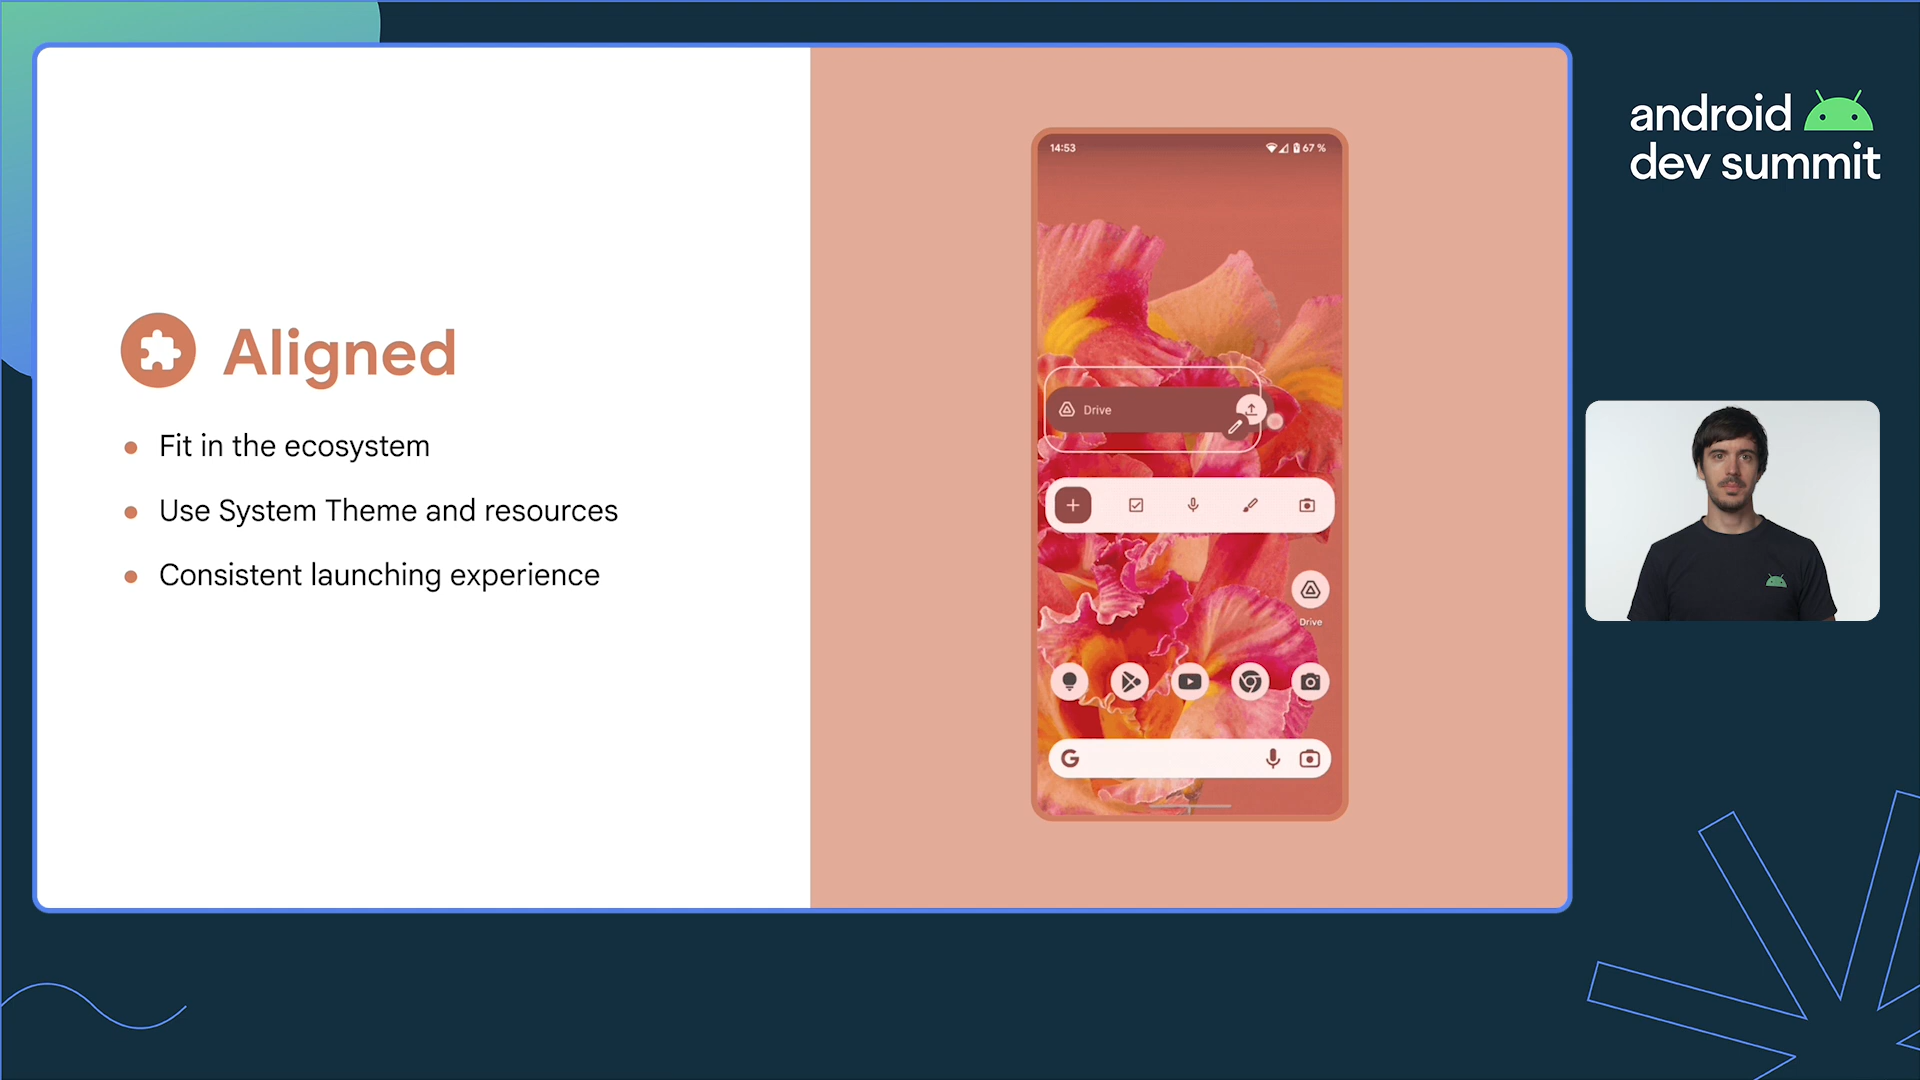 android
dev summit
Aligned
Fit in the ecosystem
Use System Theme and resources
Consistent launching experience
14:53
67 %
Drive
Drive
G